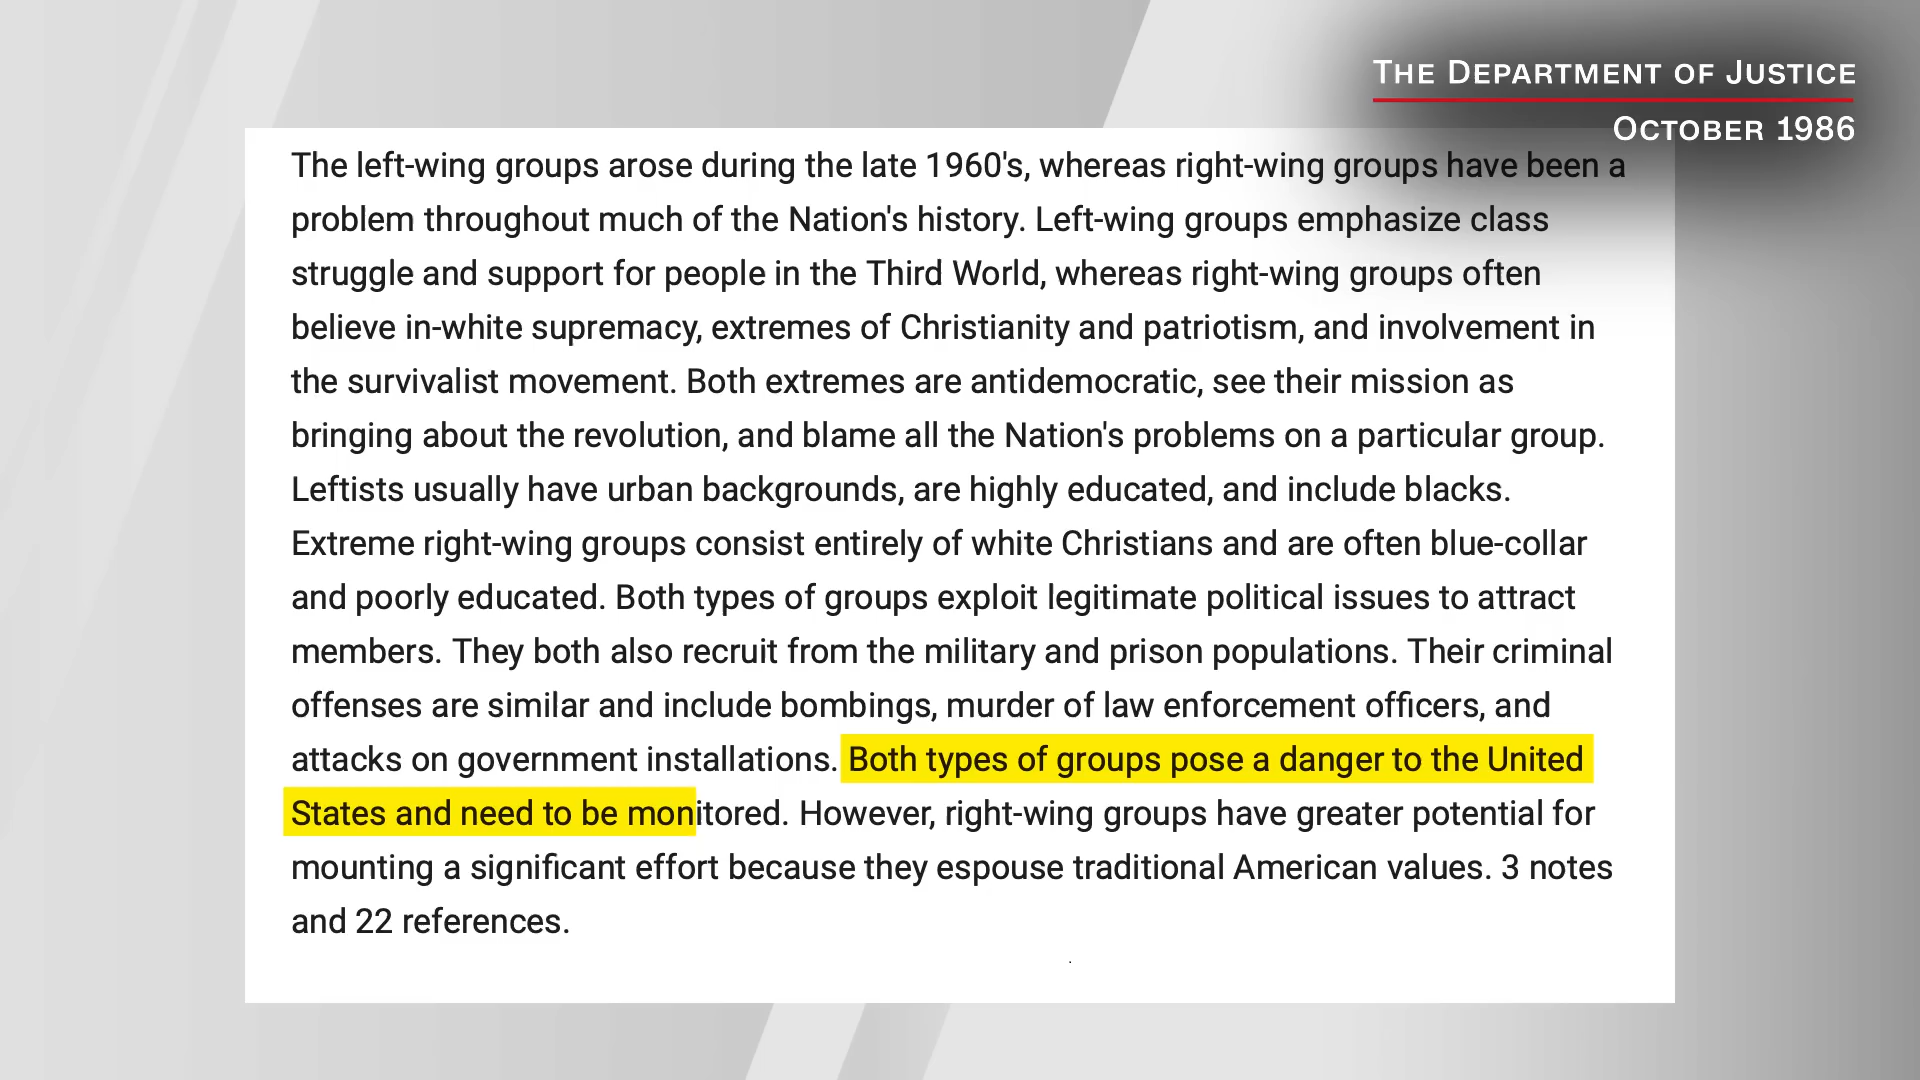 THE DEPARTMENT OF JUSTICE
OCTOBER 1986
The left-wing groups arose during the late 1960's, whereas right-wing groups have been a
problem throughout much of the Nation's history. Left-wing groups emphasize class
struggle and support for people in the Third World, whereas right-wing groups often
believe in-white supremacy, extremes of Christianity and patriotism, and involvement in
the survivalist movement. Both extremes are antidemocratic, see their mission as
bringing about the revolution, and blame all the Nation's problems on a particular group.
Leftists usually have urban backgrounds, are highly educated, and include blacks.
Extreme right-wing groups consist entirely of white Christians and are often blue-collar
and poorly educated. Both types of groups exploit legitimate political issues to attract
members. They both also recruit from the military and prison populations. Their criminal
offenses are similar and include bombings, murder of law enforcement officers, and
attacks on government installations. Both types of groups pose a danger to the United
States and need to be monitored. However, right-wing groups have greater potential for
mounting a significant effort because they espouse traditional American values. 3 notes
and 22 references.